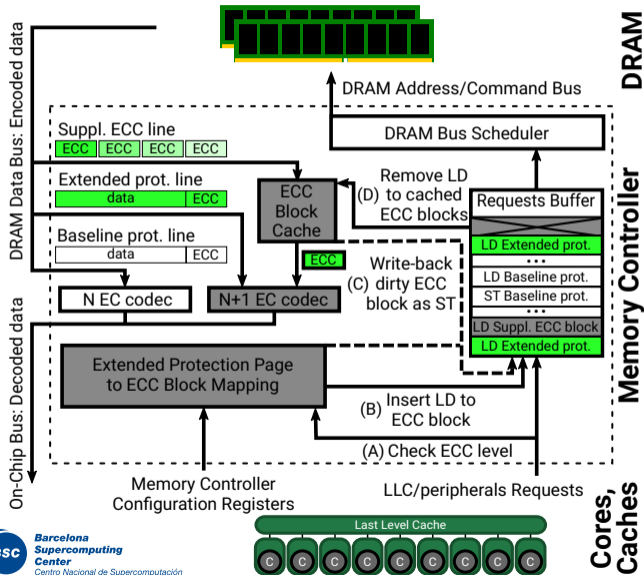 DRAM
DRAM Address/Command Bus
DRAM Data Bus: Encoded data
DRAM Bus Scheduler
Suppl. ECC line
ECC ECC ECC ECC
Extended prot. line
data ECC
Baseline prot. line
data ECC
ECC
Block
Cache
ECC
Remove LD
(D) to cached
ECC blocks
Write-back
(C) dirty ECC
block as ST
Requests Buffer
LD Extended prot.
...
LD Baseline prot.
ST Baseline prot.
...
LD Suppl. ECC block
LD Extended prot.
Memory Controller
N EC codec
N+1 EC codec
Extended Protection Page
to ECC Block Mapping
(B) Insert LD to
ECC block
(A) Check ECC level
On-Chip Bus: Decoded data
Memory Controller
Configuration Registers
LLC/peripherals Requests
Cores,
Caches
Last Level Cache
C C C C C C C C C
BSC
Barcelona
Supercomputing
Center
Centro Nacional de Supercomputación